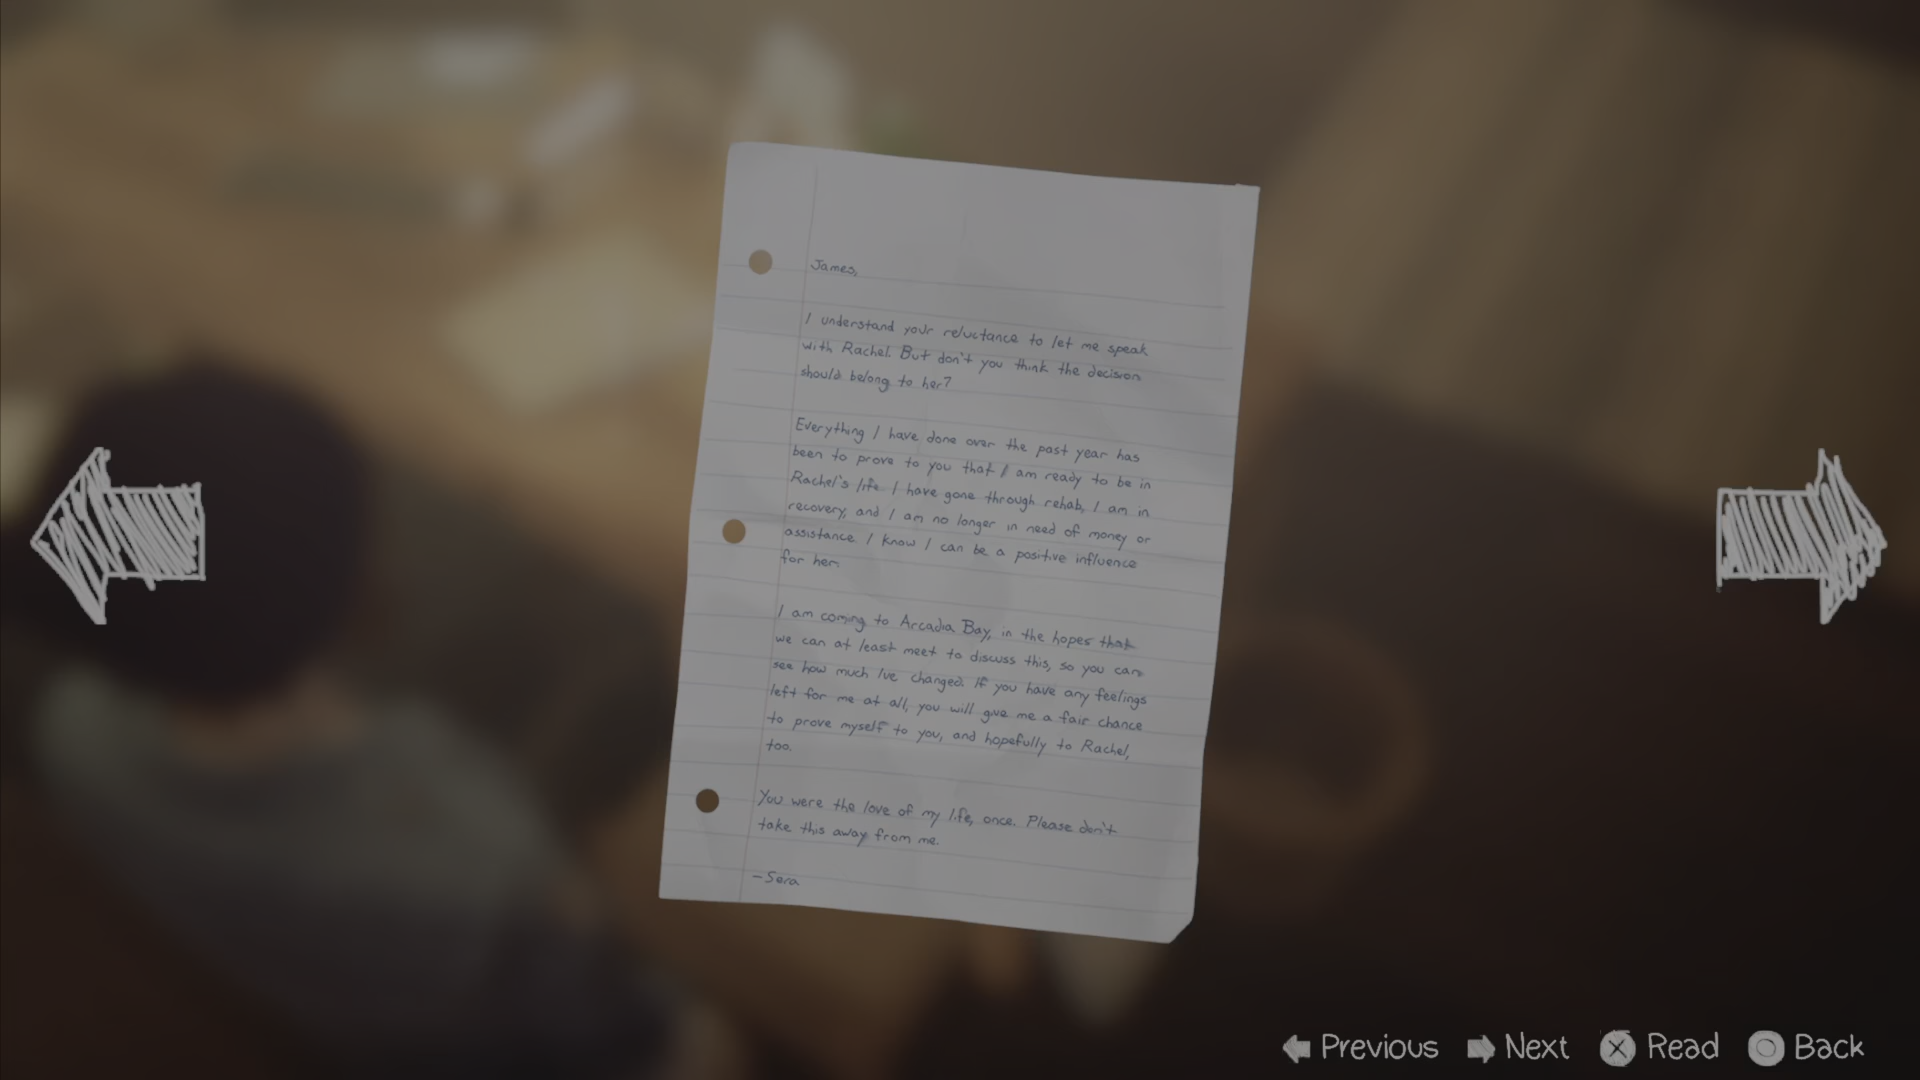 James,
I understand your reluctance to let me speak
with Rachel. But don't you think the decision
should belong to her?
Everything I have done over the past year has
been to prove to you that I am ready to be in
Rachel's life. I have gone through rehab, I am in
recovery, and I am no longer in need of money or
assistance. I know I can be a positive influence
for her.
I am coming to Arcadia Bay, in the hopes that
we can at least meet to discuss this, so you can
see how much I've changed. If you have any feelings
left for me at all, you will give me a fair chance
to prove myself to you, and hopefully to Rachel,
too.
You were the love of my life, once. Please don't
take this away from me.
-Sera
Previous Next Read Back